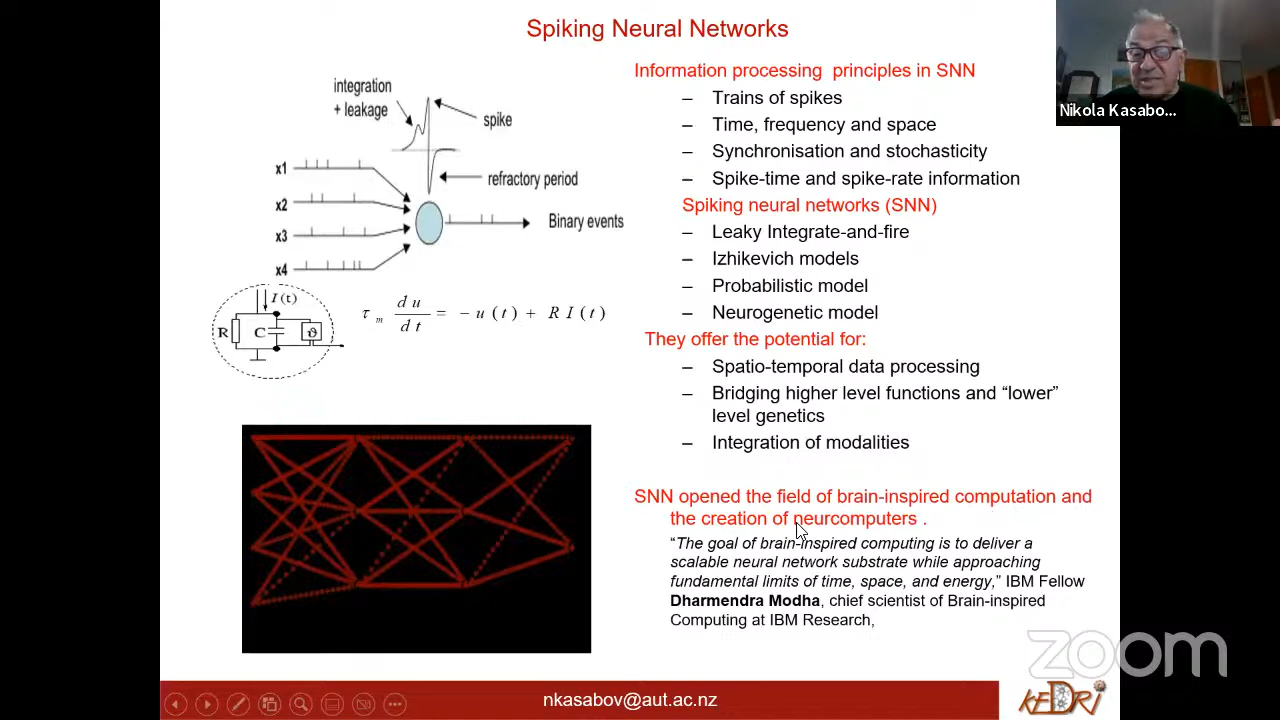 Spiking Neural Networks
integration
+ leakage
spike
refractory period
x1
x2
x3
x4
Binary events
I(t)
R
C
ϑ
τ m d u / d t = − u ( t ) + R I ( t )
Information processing principles in SNN
– Trains of spikes
– Time, frequency and space
– Synchronisation and stochasticity
– Spike-time and spike-rate information
Spiking neural networks (SNN)
– Leaky Integrate-and-fire
– Izhikevich models
– Probabilistic model
– Neurogenetic model
They offer the potential for:
– Spatio-temporal data processing
– Bridging higher level functions and “lower”
level genetics
– Integration of modalities
SNN opened the field of brain-inspired computation and
the creation of neurcomputers .
“The goal of brain-inspired computing is to deliver a
scalable neural network substrate while approaching
fundamental limits of time, space, and energy,” IBM Fellow
Dharmendra Modha, chief scientist of Brain-inspired
Computing at IBM Research,
nkasabov@aut.ac.nz
Nikola Kasabo...
zoom
KEDRI